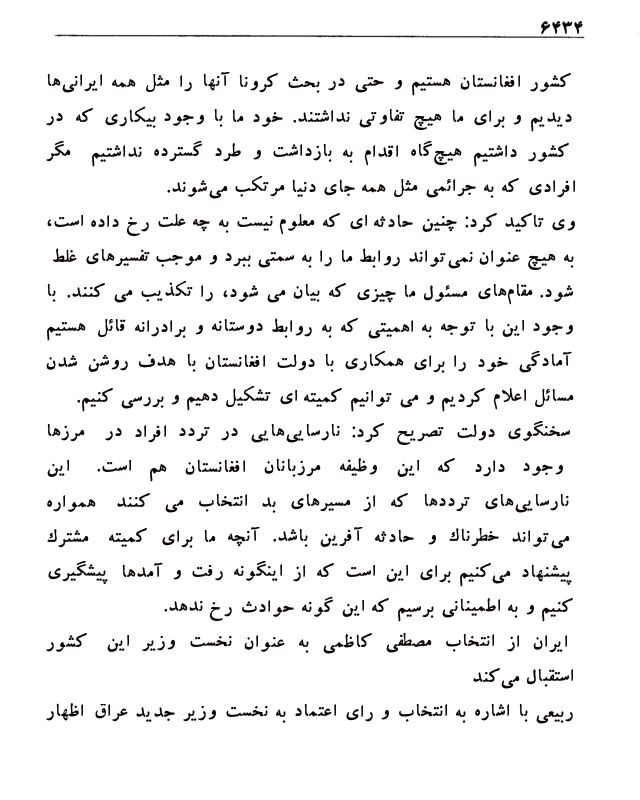 ۶۴۳۴
کشور افغانستان هستیم و حتی در بحث کرونا آنها را مثل همه ایرانی‌ها
دیدیم و برای ما هیچ تفاوتی نداشتند. خود ما با وجود بیکاری که در
کشور داشتیم هیچ‌گاه اقدام به بازداشت و طرد گسترده نداشتیم مگر
افرادی که به جرائمی مثل همه جای دنیا مرتکب می‌شوند.
وی تاکید کرد: چنین حادثه ای که معلوم نیست به چه علت رخ داده است،
به هیچ عنوان نمی‌تواند روابط ما را به سمتی ببرد و موجب تفسیرهای غلط
شود. مقام‌های مسئول ما چیزی که بیان می شود، را تکذیب می کنند. با
وجود این با توجه به اهمیتی که به روابط دوستانه و برادرانه قائل هستیم
آمادگی خود را برای همکاری با دولت افغانستان با هدف روشن شدن
مسائل اعلام کردیم و می توانیم کمیته ای تشکیل دهیم و بررسی کنیم.
سخنگوی دولت تصریح کرد: نارسایی‌هایی در تردد افراد در مرزها
وجود دارد که این وظیفه مرزبانان افغانستان هم است. این
نارسایی‌های ترددها که از مسیرهای بد انتخاب می کنند همواره
می‌تواند خطرناك و حادثه آفرین باشد. آنچه ما برای کمیته مشترك
پیشنهاد می‌کنیم برای این است که از اینگونه رفت و آمدها پیشگیری
کنیم و به اطمینانی برسیم که این گونه حوادث رخ ندهد.
ایران از انتخاب مصطفی کاظمی به عنوان نخست وزیر این کشور
استقبال می‌کند
ربیعی با اشاره به انتخاب و رای اعتماد به نخست وزیر جدید عراق اظهار